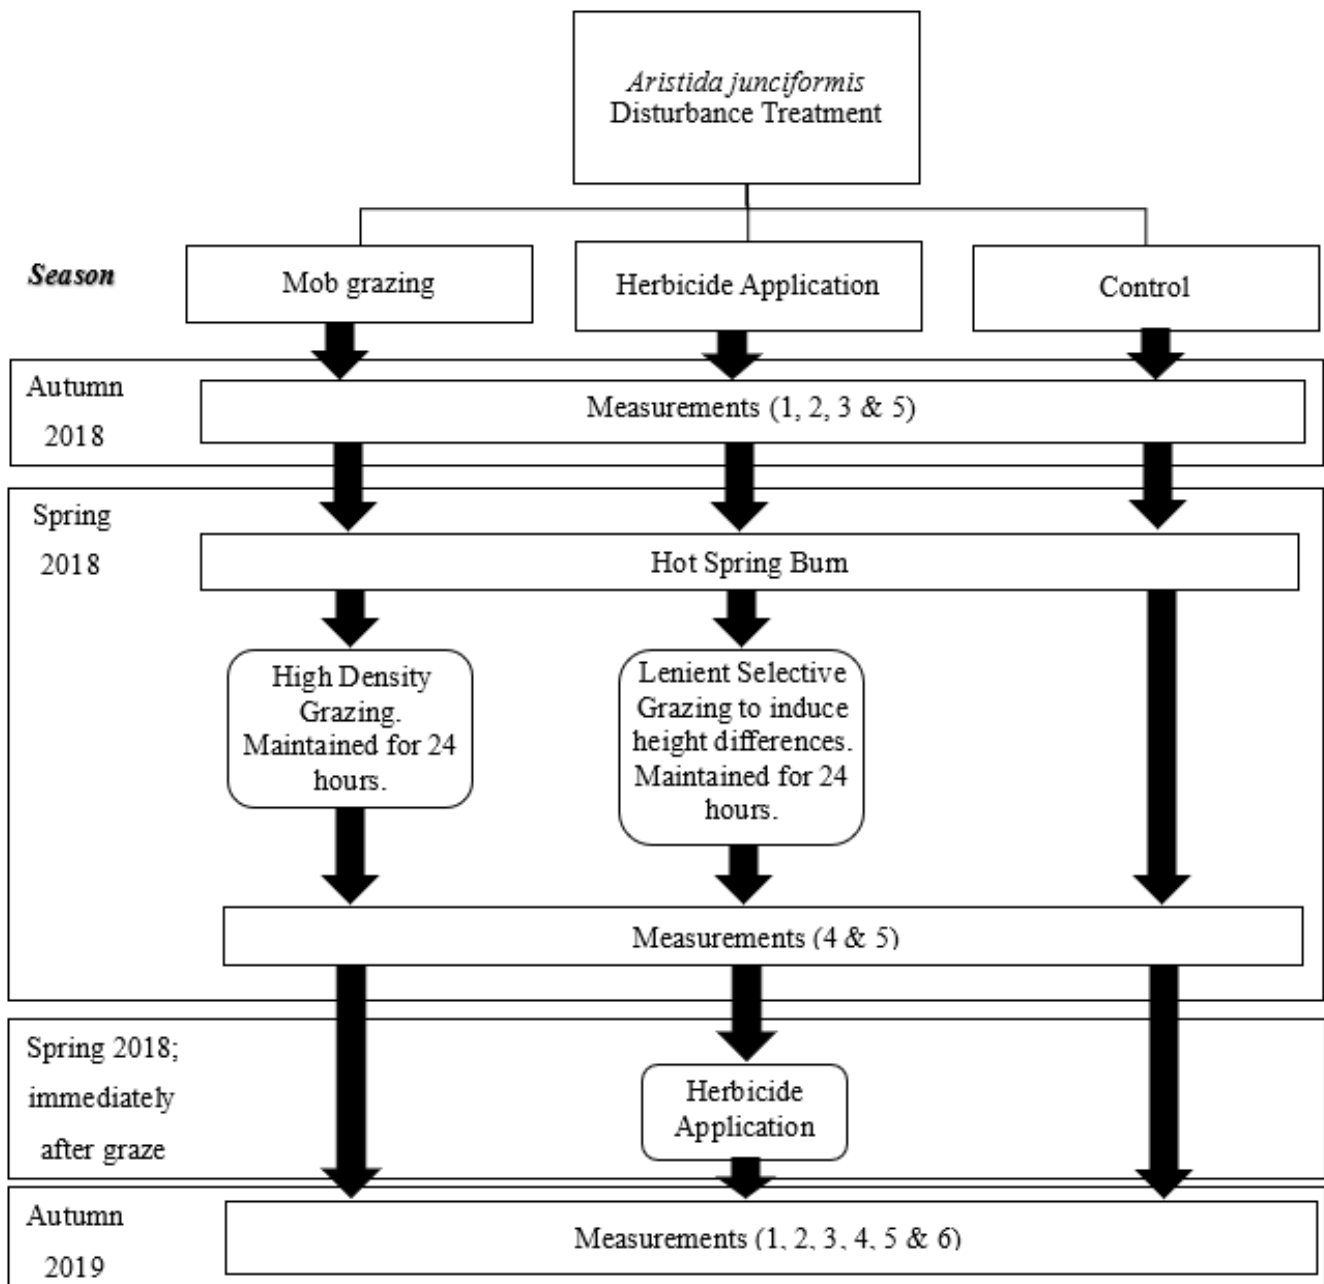 Aristida junciformis
Disturbance Treatment
Season
Mob grazing
Herbicide Application
Control
Autumn
2018
Measurements (1, 2, 3 & 5)
Spring
2018
Hot Spring Burn
High Density
Grazing.
Maintained for 24
hours.
Lenient Selective
Grazing to induce
height differences.
Maintained for 24
hours.
Measurements (4 & 5)
Spring 2018;
immediately
after graze
Herbicide
Application
Autumn
2019
Measurements (1, 2, 3, 4, 5 & 6)